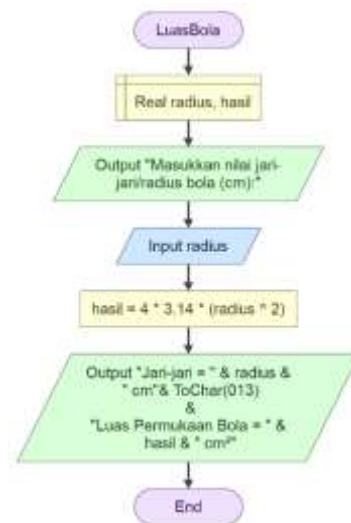 LuasBola
Real radius, hasil
Output "Masukkan nilai jari-
jari/radius bola (cm):"
Input radius
hasil = 4 * 3.14 * (radius ^ 2)
Output "Jari-jari = " & radius &
" cm"& ToChar(013)
&
"Luas Permukaan Bola = " &
hasil & " cm²"
End